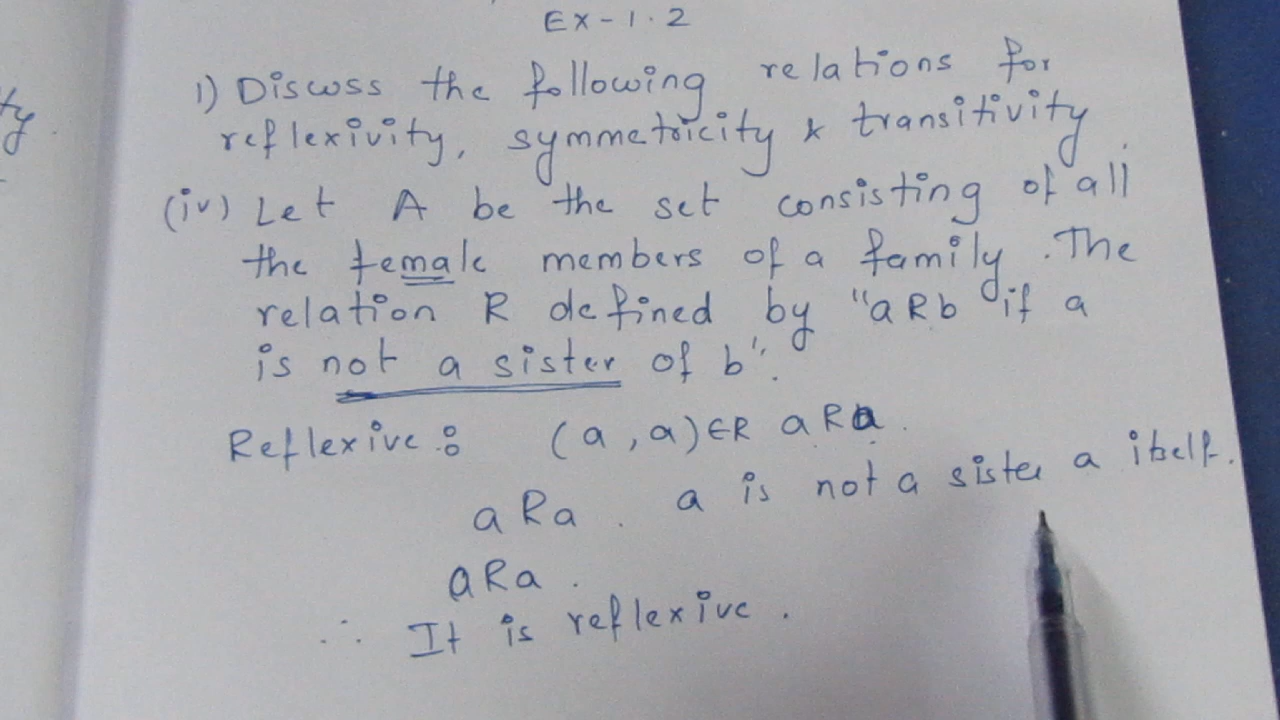 Ex-1.2
1) Discuss the following relations for
reflexivity, symmetricity & transitivity
(iv) Let A be the set consisting of all
the female members of a family. The
relation R defined by "aRb if a
is not a sister of b".
Reflexive: (a,a)∈R aRa.
aRa. a is not a sister a itself.
aRa.
∴ It is reflexive.